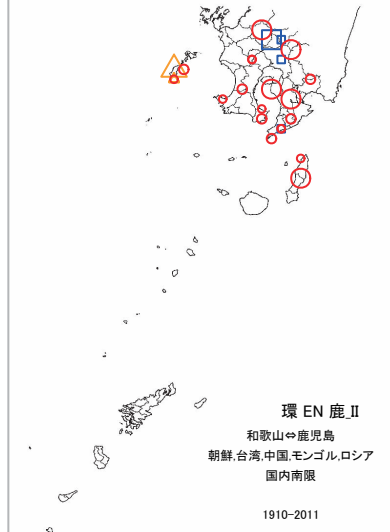 環 EN 鹿_II
和歌山⇔鹿児島
朝鮮,台湾,中国,モンゴル,ロシア
国内南限
1910-2011